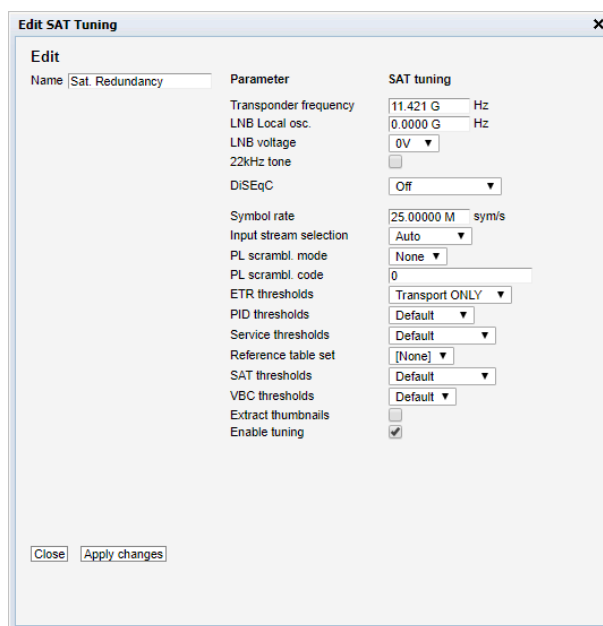 Edit SAT Tuning x
Edit
Name Sat. Redundancy Parameter SAT tuning
Transponder frequency 11.421 G Hz
LNB Local osc. 0.0000 G Hz
LNB voltage 0V
22kHz tone
DiSEqC Off
Symbol rate 25.00000 M sym/s
Input stream selection Auto
PL scrambl. mode None
PL scrambl. code 0
ETR thresholds Transport ONLY
PID thresholds Default
Service thresholds Default
Reference table set [None]
SAT thresholds Default
VBC thresholds Default
Extract thumbnails
Enable tuning
Close Apply changes